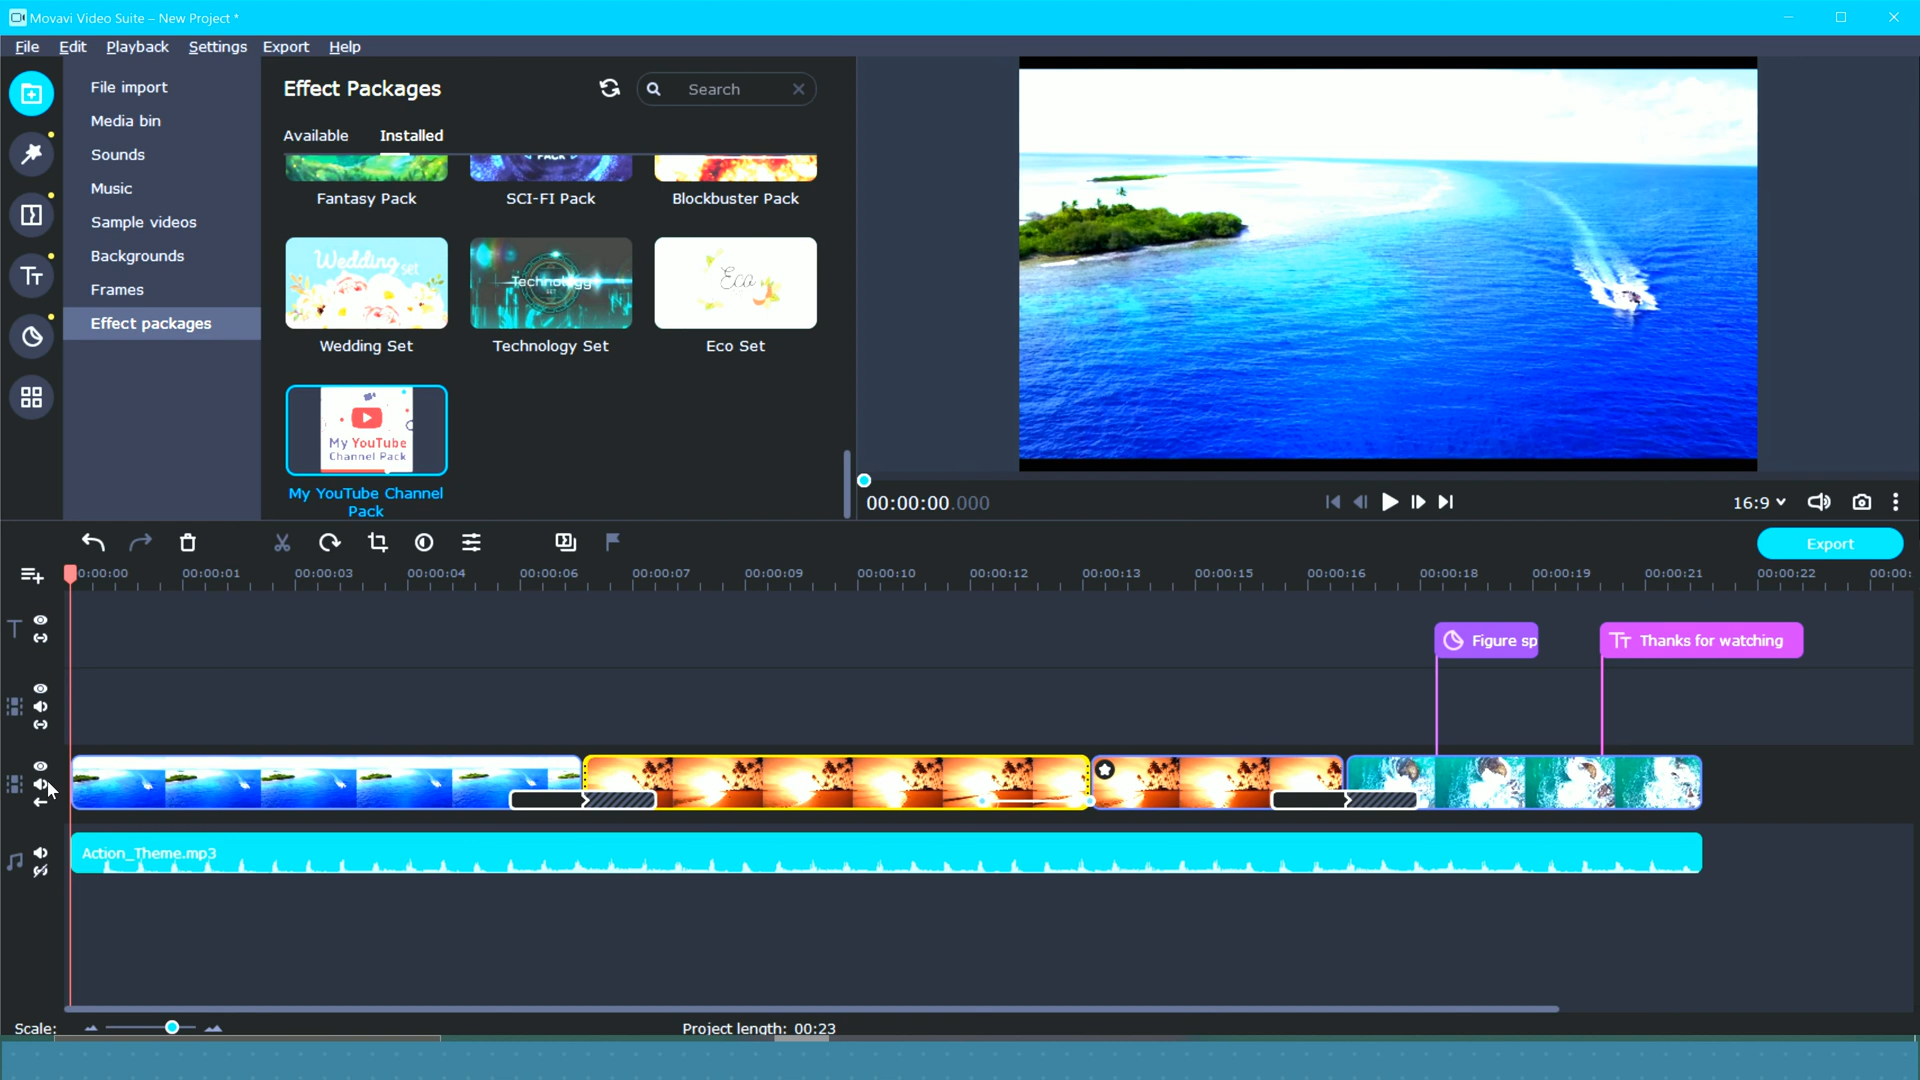 Movavi Video Suite – New Project *
File Edit Playback Settings Export Help
File import
Media bin
Sounds
Music
Sample videos
Backgrounds
Frames
Effect packages
Effect Packages
Search
Available Installed
PACK
Fantasy Pack
SCI-FI Pack
Blockbuster Pack
Wedding set
Technology
SET
Eco
Wedding Set
Technology Set
Eco Set
My YouTube
Channel Pack
My YouTube Channel
Pack
00:00:00.000
16:9
Export
0:00:00 00:00:01 00:00:03 00:00:04 00:00:06 00:00:07 00:00:09 00:00:10 00:00:12 00:00:13 00:00:15 00:00:16 00:00:18 00:00:19 00:00:21 00:00:22 00:00:
Figure sp
Tт Thanks for watching
Action_Theme.mp3
Scale:
Project length: 00:23